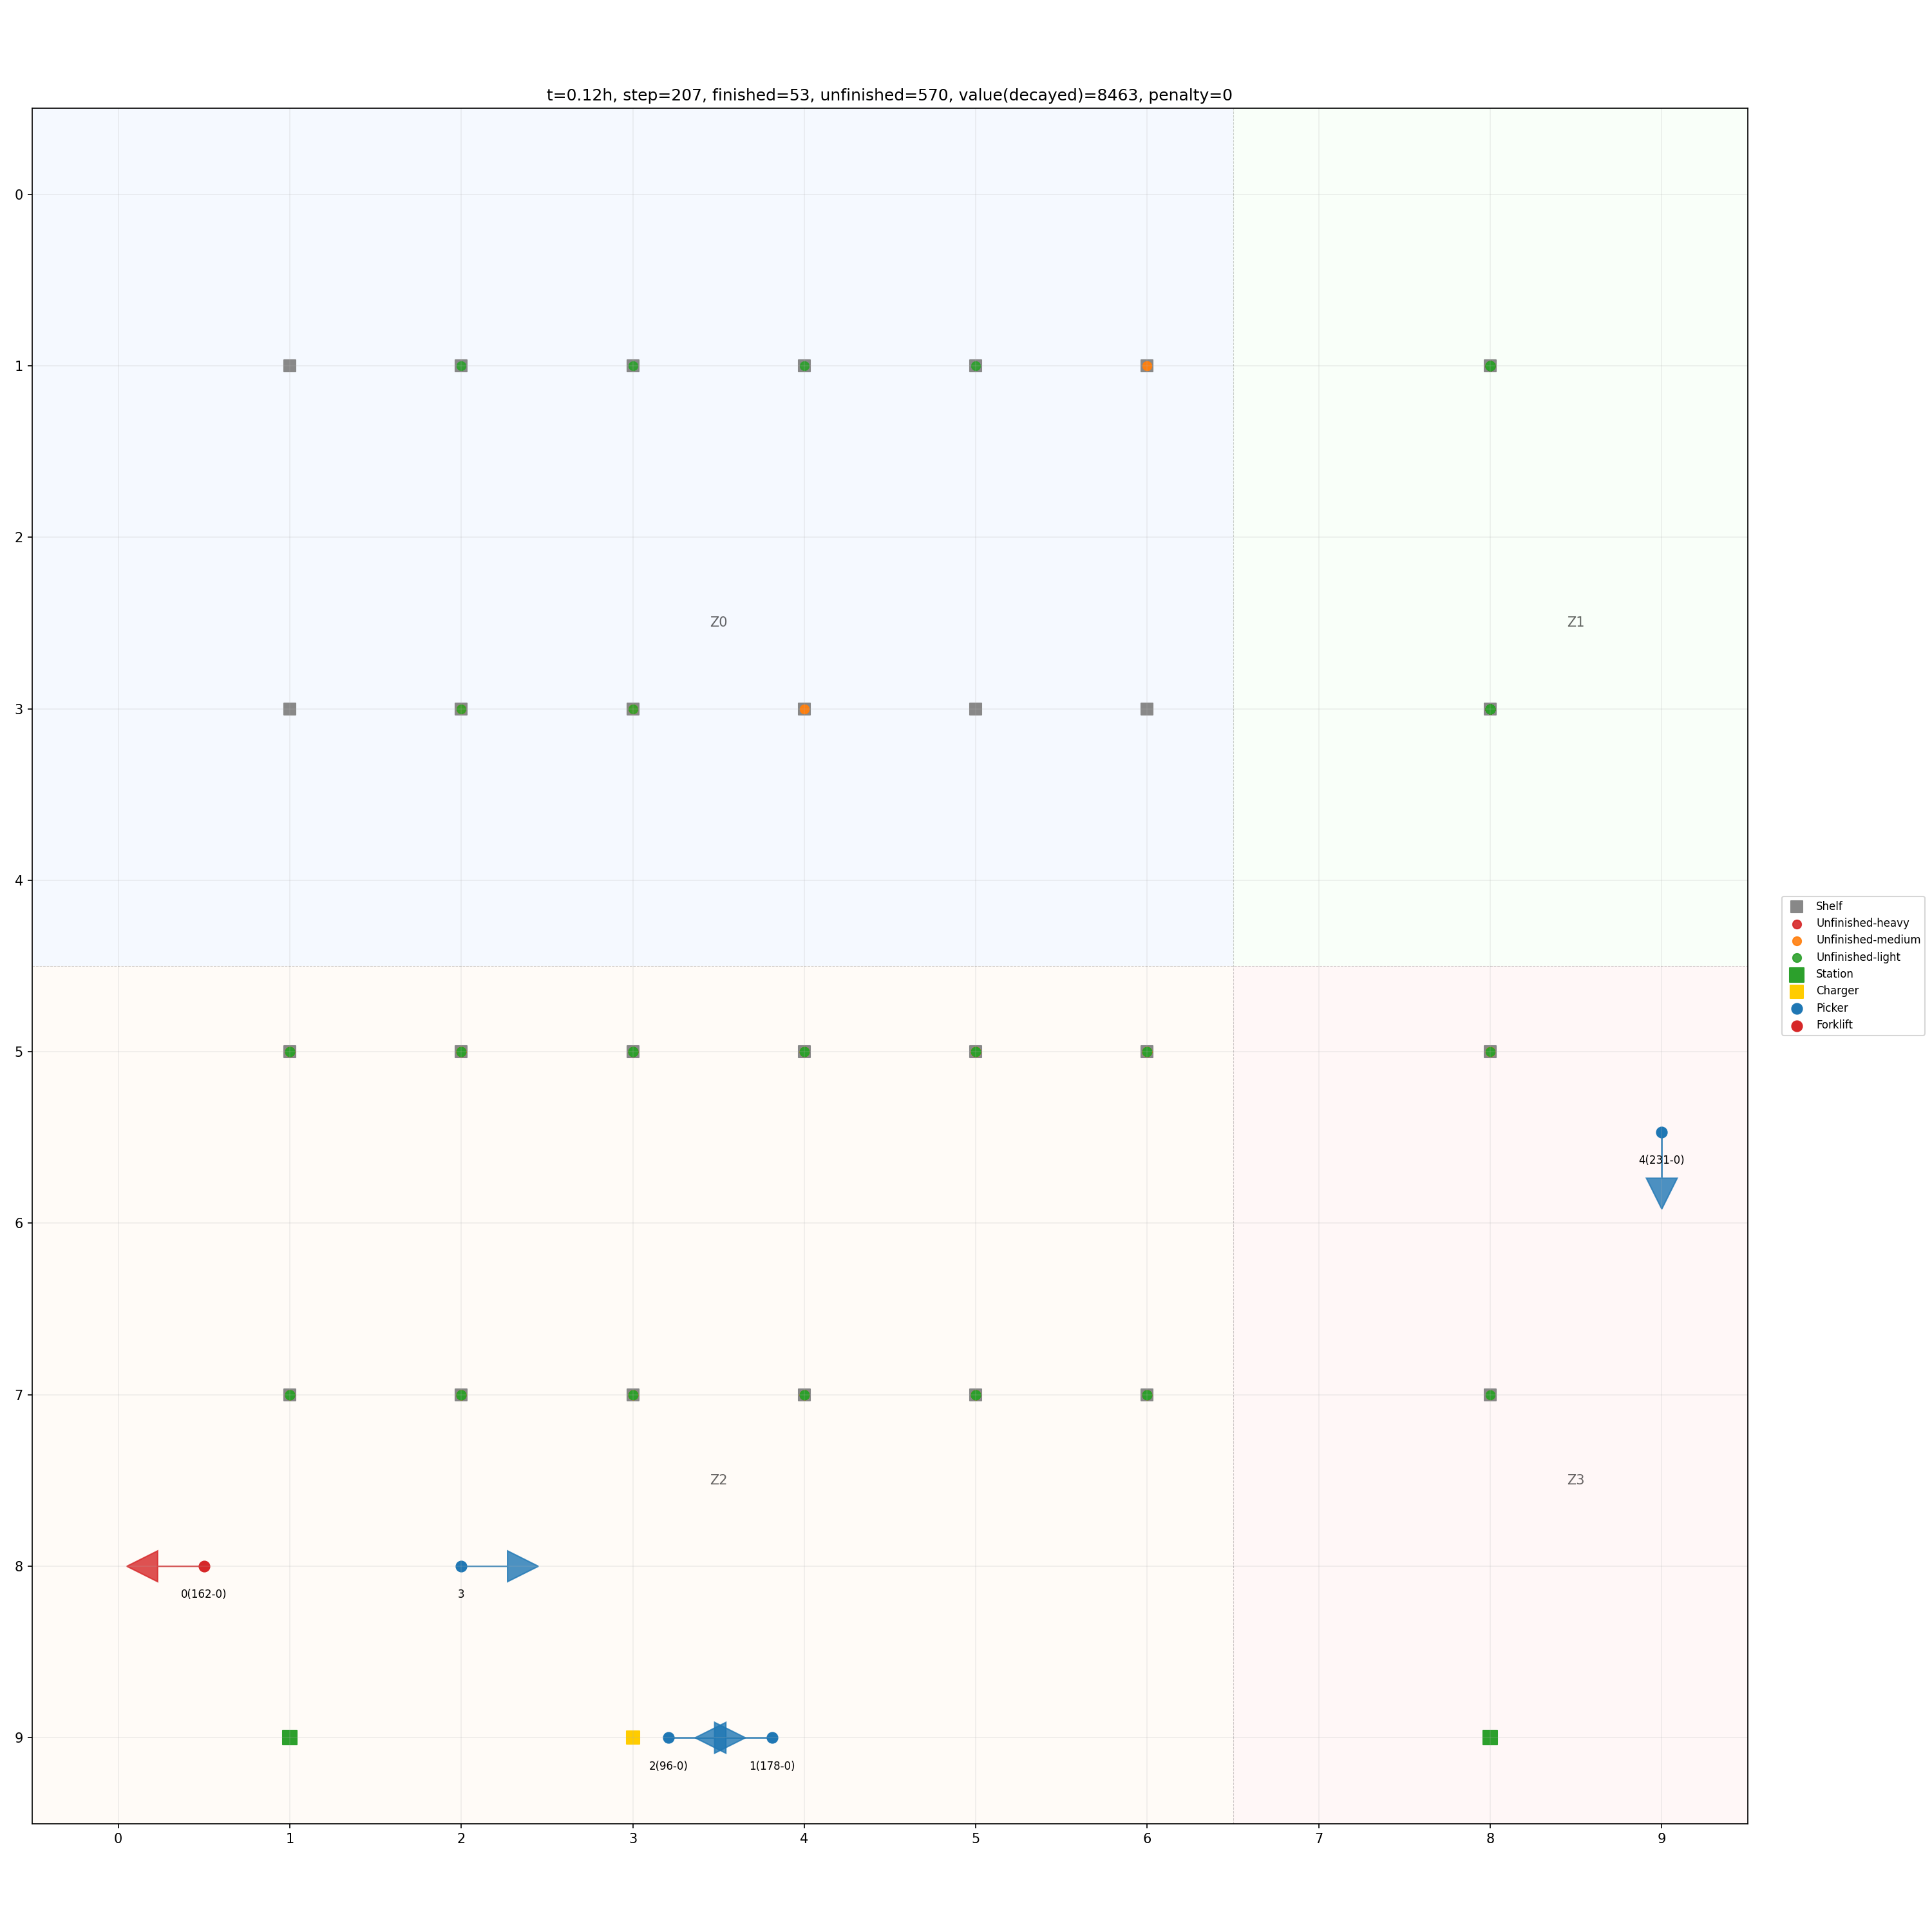 t=0.12h, step=207, finished=53, unfinished=570, value(decayed)=8463, penalty=0
0
1
2
Z0
Z1
3
4
Shelf
Unfinished-heavy
Unfinished-medium
Unfinished-light
Station
Charger
Picker
Forklift
5
4(231-0)
6
7
Z2
Z3
8
0(162-0)
3
9
2(96-0)
1(178-0)
0 1 2 3 4 5 6 7 8 9